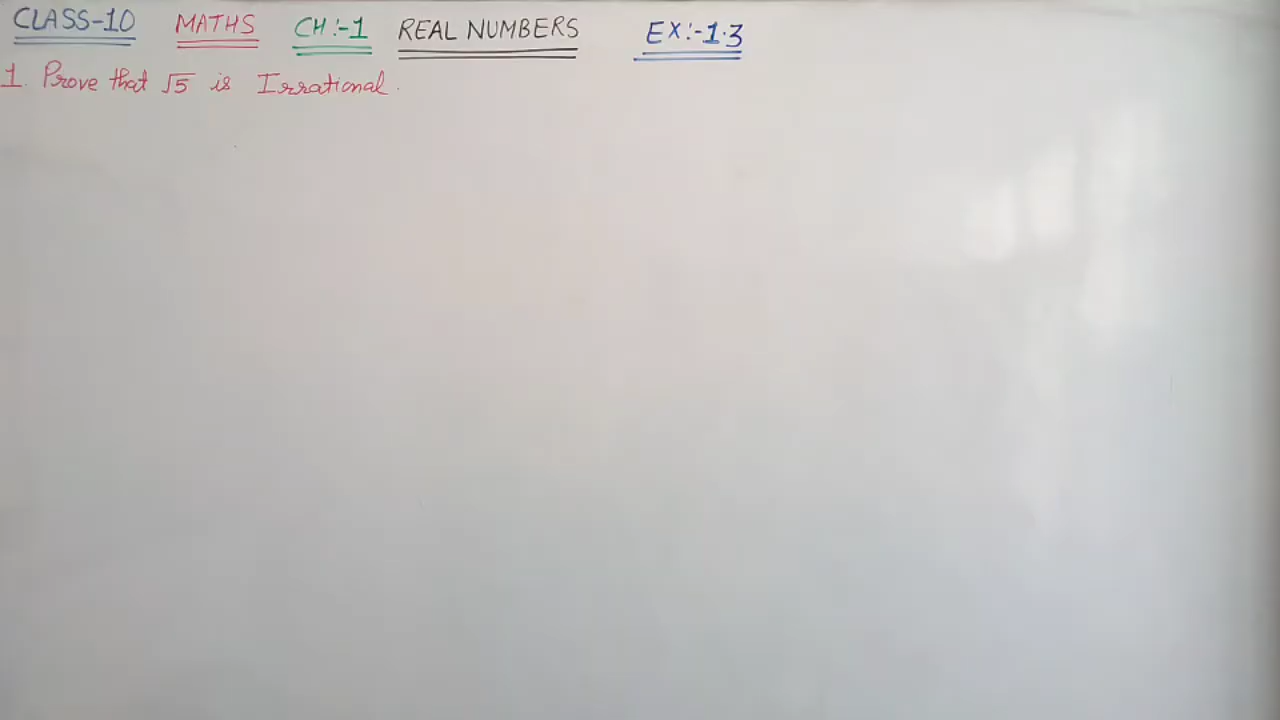 CLASS-10 MATHS CH:-1 REAL NUMBERS EX:-1.3
1. Prove that √5 is Irrational.